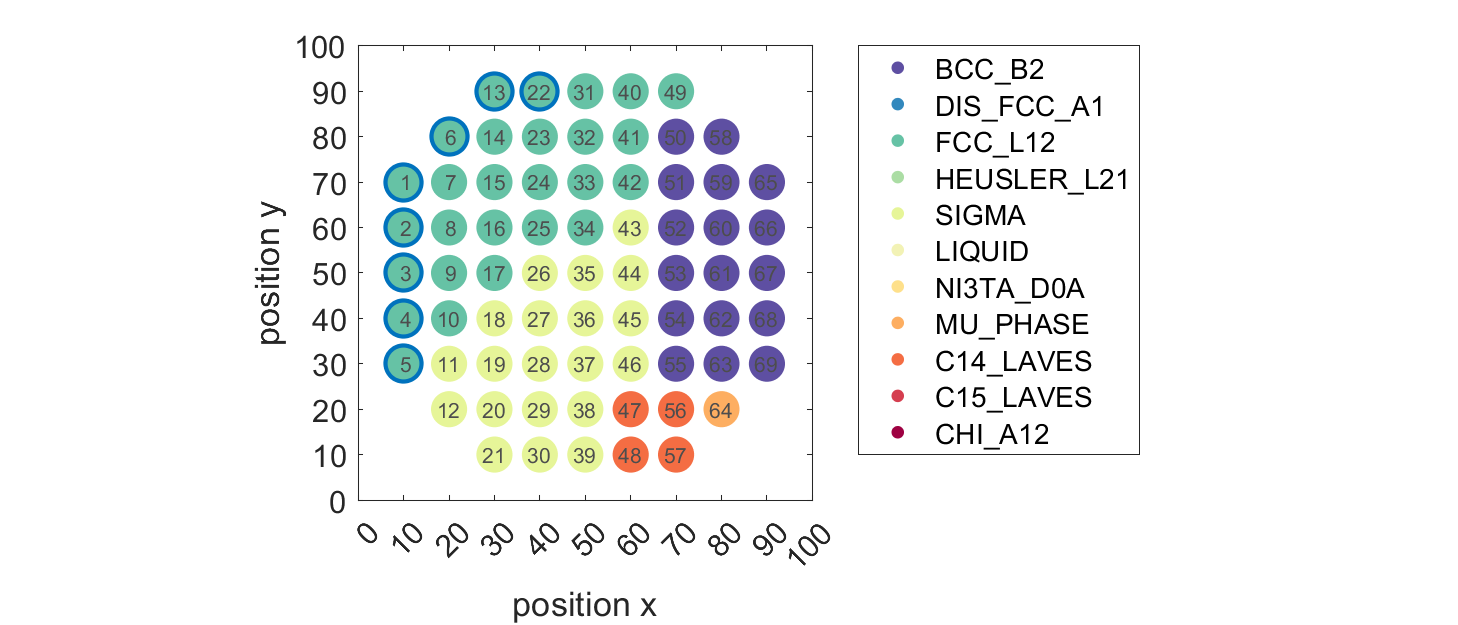 100
90 13 22 31 40 49
80 6 14 23 32 41 50 58
70 1 7 15 24 33 42 51 59 65
60 2 8 16 25 34 43 52 60 66
50 3 9 17 26 35 44 53 61 67
40 4 10 18 27 36 45 54 62 68
30 5 11 19 28 37 46 55 63 69
20 12 20 29 38 47 56 64
10 21 30 39 48 57
0
0 10 20 30 40 50 60 70 80 90 100
position x
position y
BCC_B2
DIS_FCC_A1
FCC_L12
HEUSLER_L21
SIGMA
LIQUID
NI3TA_D0A
MU_PHASE
C14_LAVES
C15_LAVES
CHI_A12